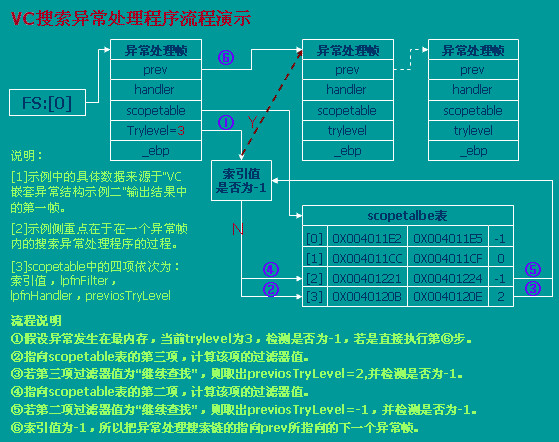 VC搜索异常处理程序流程演示
异常处理帧 异常处理帧 异常处理帧
prev ⑥ prev prev
FS:[0] handler handler handler
scopetable scopetable scopetable
Trylevel=3 ① Y trylevel trylevel
_ebp _ebp _ebp
索引值
是否为-1
N
说明：
[1]示例中的具体数据来源于"VC
嵌套异常结构示例二"输出结果中
的第一帧。
[2]示例侧重点在于在一个异常帧
内的搜索异常处理程序的过程。
[3]scopetable中的四项依次为：
索引值，lpfnFilter，
lpfnHandler，previosTryLevel
scopetalbe表
[0] 0X004011E2 0X004011E5 -1
[1] 0X004011CC 0X004011CF 0
④ [2] 0X00401221 0X00401224 -1 ⑤
② [3] 0X0040120B 0X0040120E 2 ③
流程说明
①假设异常发生在最内存，当前trylevel为3，检测是否为-1，若是直接执行第⑥步。
②指向scopetable表的第三项，计算该项的过滤器值。
③若第三项过滤器值为"继续查找"，则取出previosTryLevel=2,并检测是否为-1。
④指向scopetable表的第二项，计算该项的过滤器值。
⑤若第二项过滤器值为"继续查找"，则取出previosTryLevel=-1，并检测是否为-1。
⑥索引值为-1，所以把异常处理搜索链的指向prev所指向的下一个异常帧。